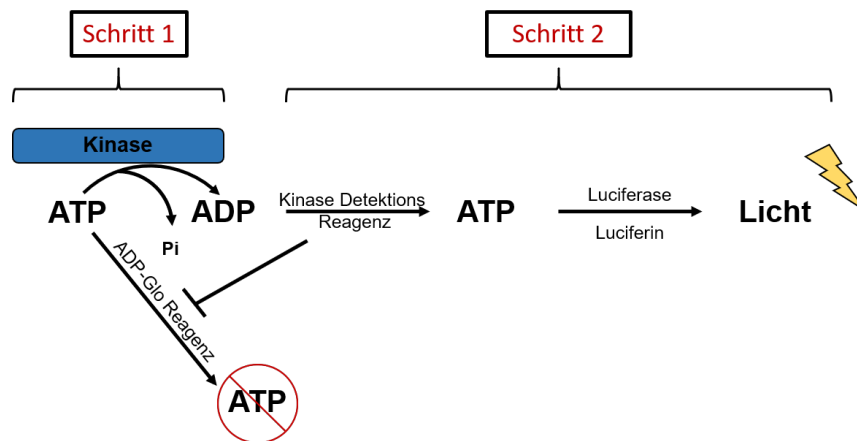 Schritt 1
Schritt 2
Kinase
ATP
ADP
Pi
Kinase Detektions
Reagenz
ATP
Luciferase
Luciferin
Licht
ADP-Glo Reagenz
ATP